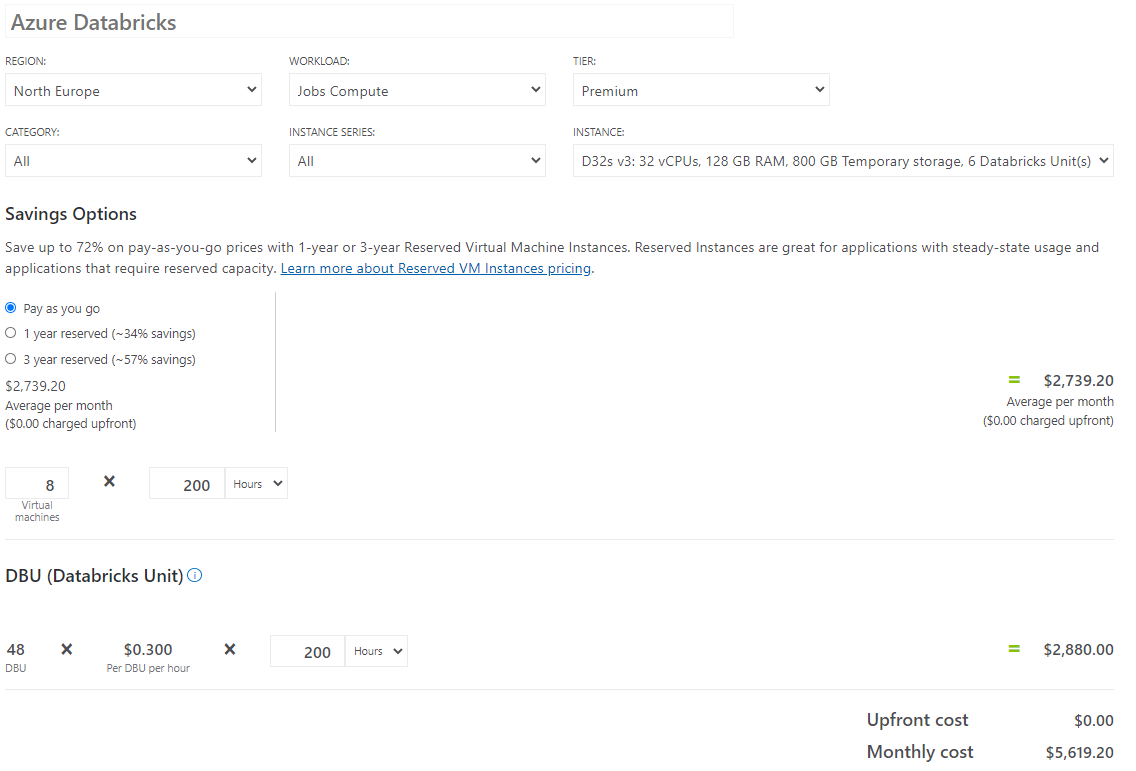 Azure Databricks
REGION: WORKLOAD: TIER:
North Europe Jobs Compute Premium
CATEGORY: INSTANCE SERIES: INSTANCE:
All All D32s v3: 32 vCPUs, 128 GB RAM, 800 GB Temporary storage, 6 Databricks Unit(s)
Savings Options
Save up to 72% on pay-as-you-go prices with 1-year or 3-year Reserved Virtual Machine Instances. Reserved Instances are great for applications with steady-state usage and
applications that require reserved capacity. Learn more about Reserved VM Instances pricing.
Pay as you go
1 year reserved (~34% savings)
3 year reserved (~57% savings)
$2,739.20
Average per month
($0.00 charged upfront)
= $2,739.20
Average per month
($0.00 charged upfront)
8 × 200 Hours
Virtual
machines
DBU (Databricks Unit)
48 × $0.300 × 200 Hours = $2,880.00
DBU Per DBU per hour
Upfront cost $0.00
Monthly cost $5,619.20